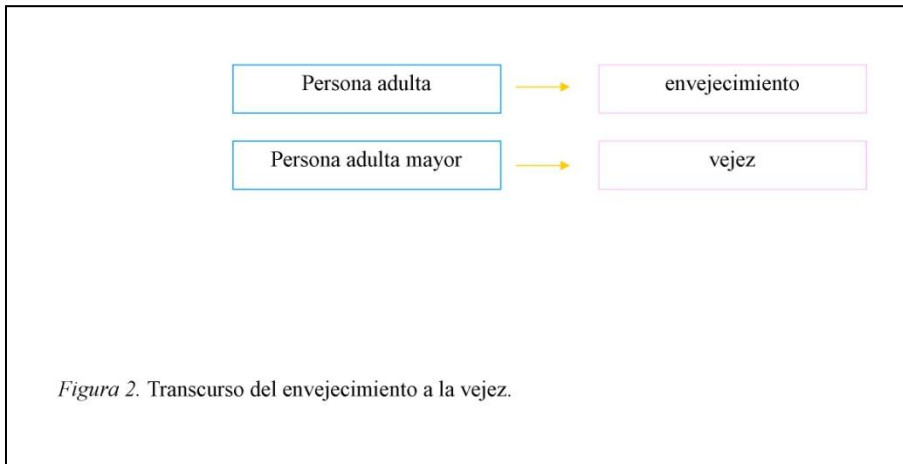 Persona adulta
envejecimiento
Persona adulta mayor
vejez
Figura 2. Transcurso del envejecimiento a la vejez.